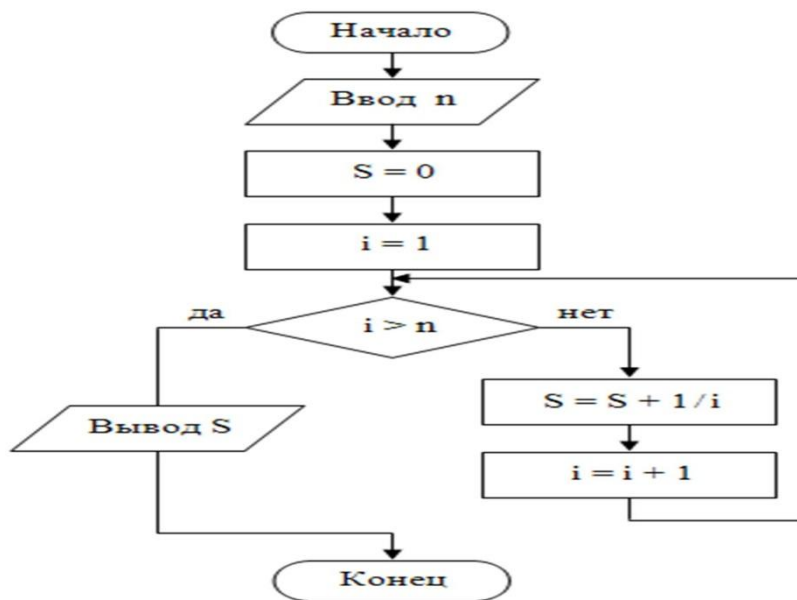 Начало
Ввод n
S = 0
i = 1
да
i > n
нет
S = S + 1/i
Вывод S
i = i + 1
Конец